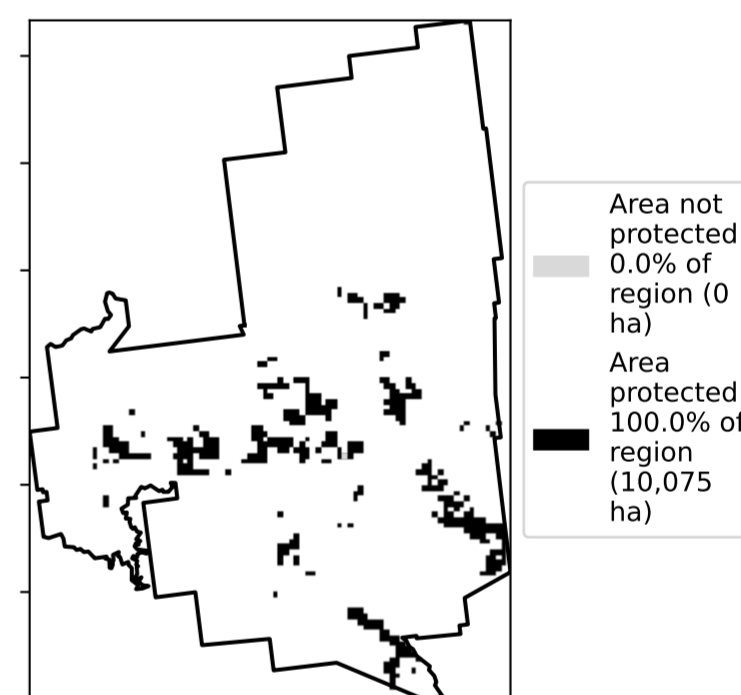 Area not
protected
0.0% of
region (0
ha)
Area
protected
100.0% of
region
(10,075
ha)